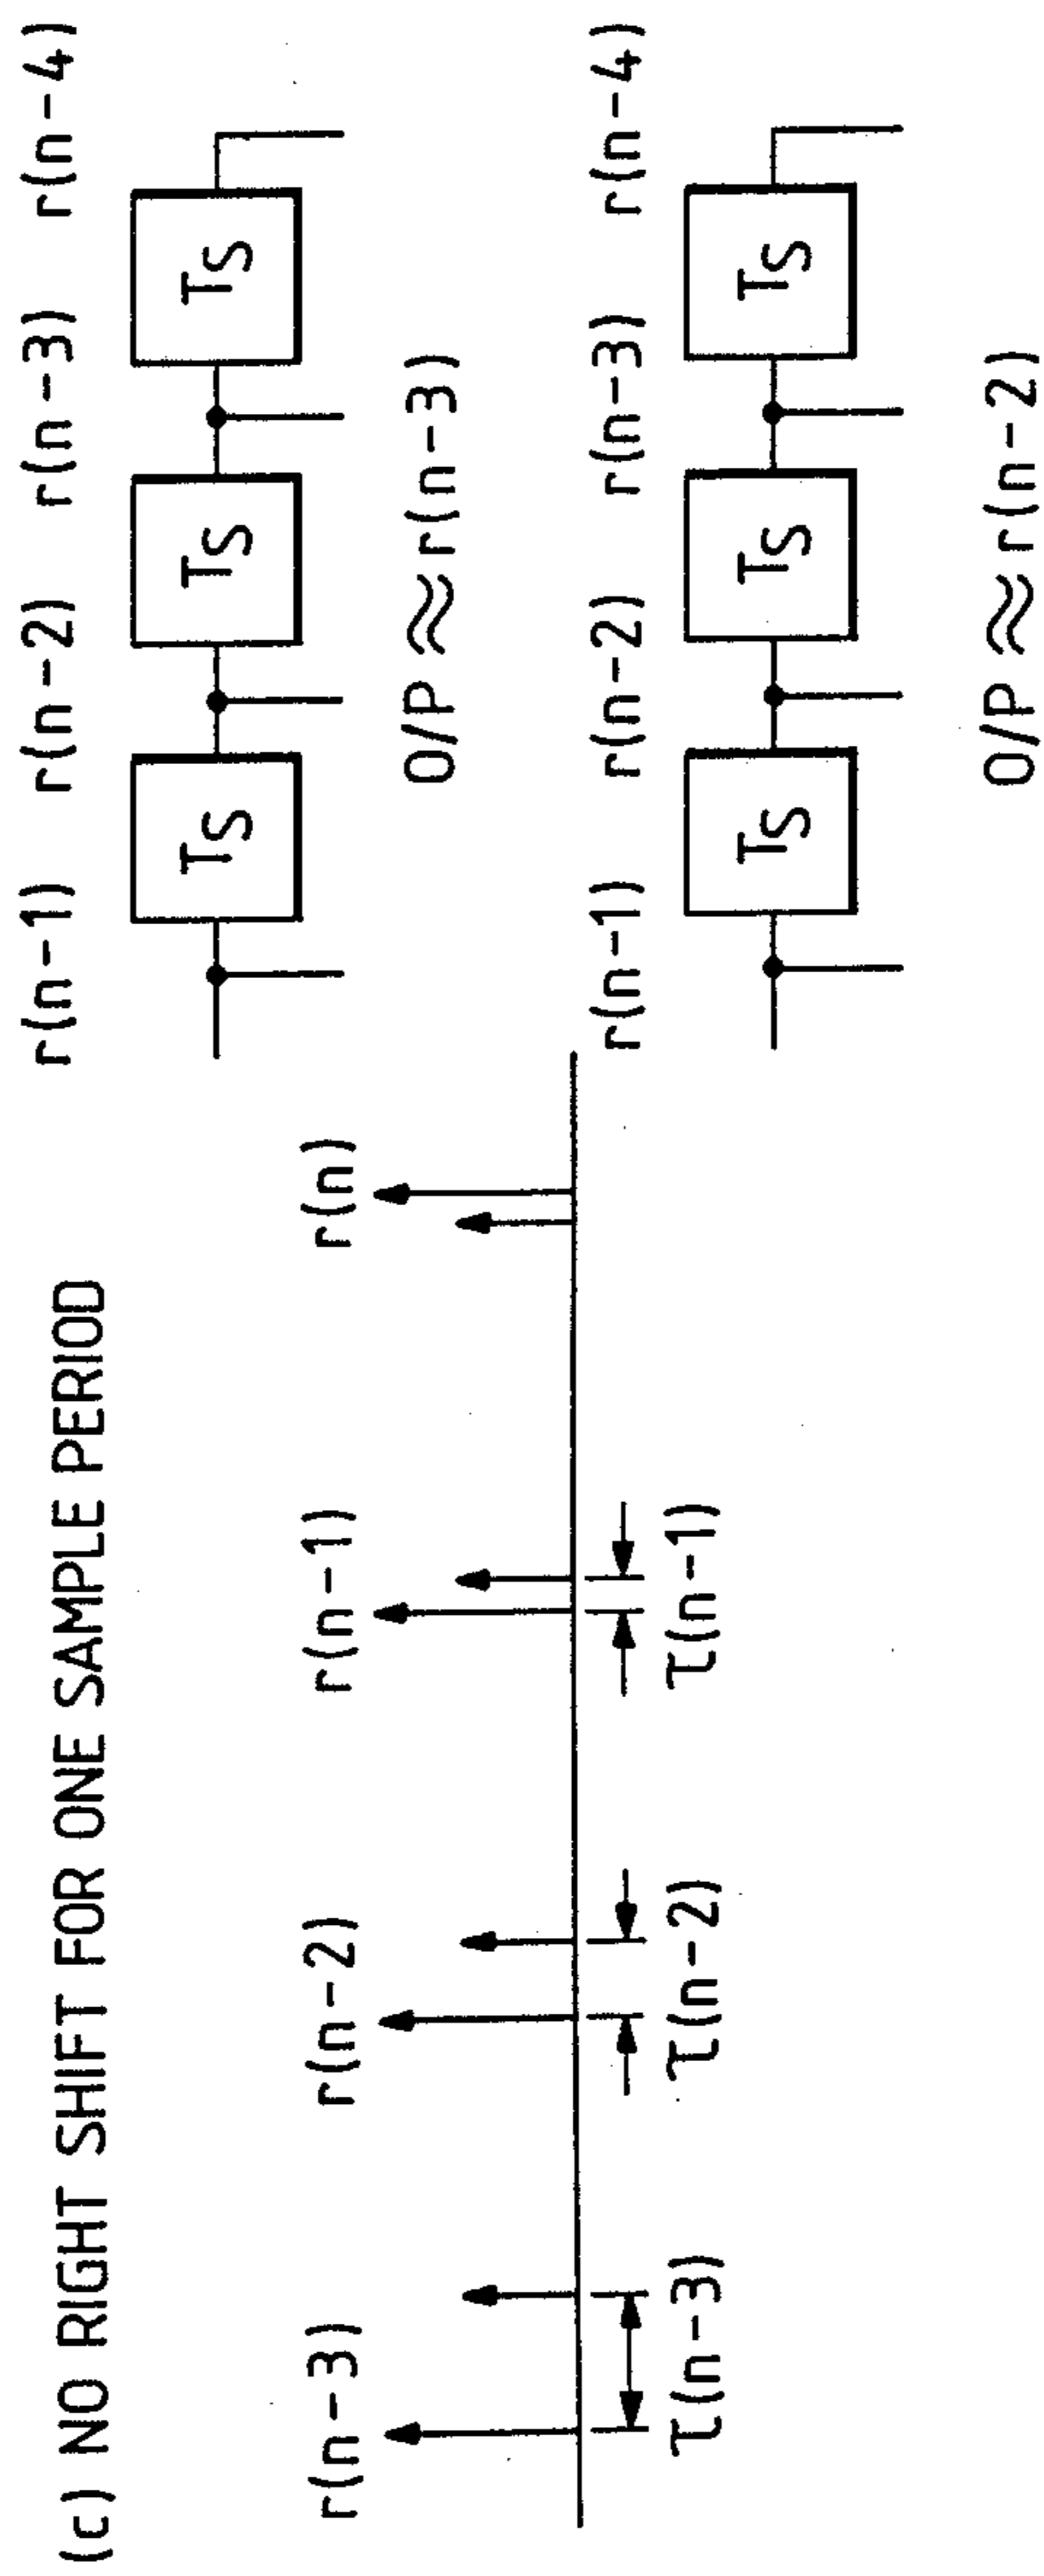 (c) NO RIGHT SHIFT FOR ONE SAMPLE PERIOD
r(n-3) r(n-2) r(n-1) r(n)
τ(n-3) τ(n-2) τ(n-1)
r(n-1) r(n-2) r(n-3) r(n-4)
TS TS TS
O/P ≈ r(n-3)
r(n-1) r(n-2) r(n-3) r(n-4)
TS TS TS
O/P ≈ r(n-2)